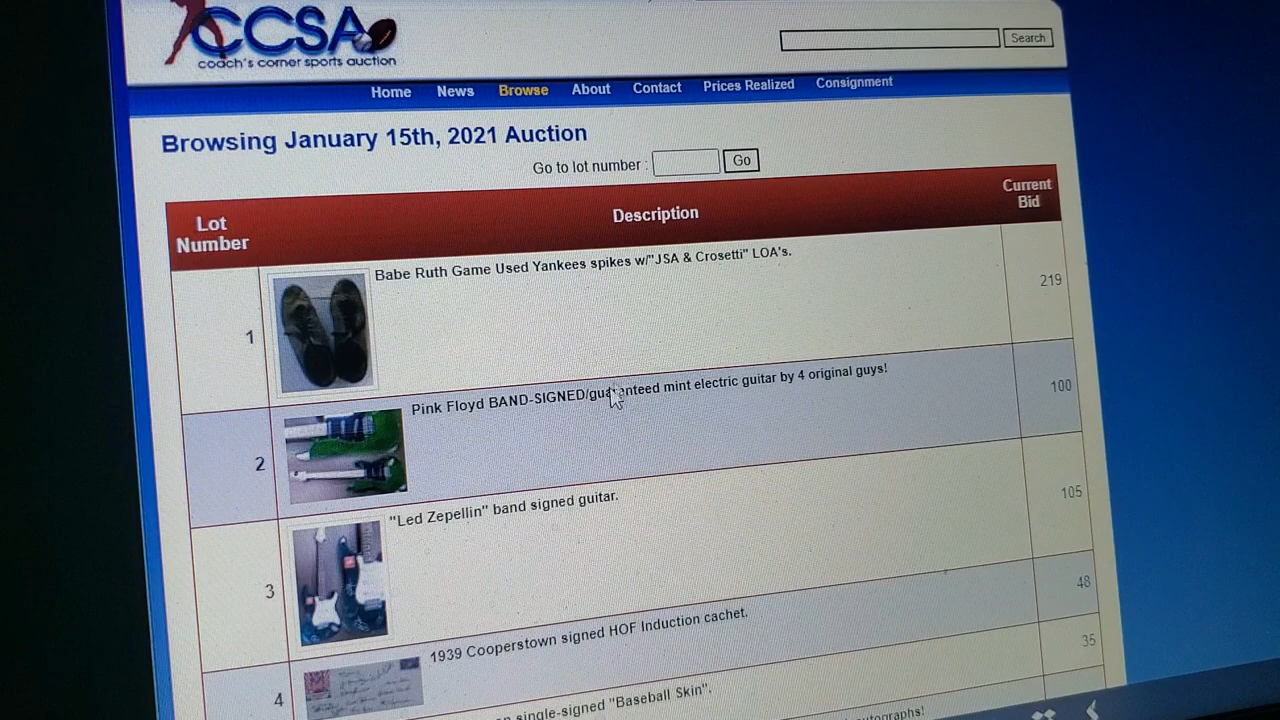 CCSA
coach's corner sports auction
Search
Home News Browse About Contact Prices Realized Consignment
Browsing January 15th, 2021 Auction
Go to lot number : Go
Lot Number Description Current Bid
1 Babe Ruth Game Used Yankees spikes w/"JSA & Crosetti" LOA's. 219
2 Pink Floyd BAND-SIGNED/guaranteed mint electric guitar by 4 original guys! 100
3 "Led Zepellin" band signed guitar. 105
4 1939 Cooperstown signed HOF Induction cachet. 48
single-signed "Baseball Skin". 35
autographs!